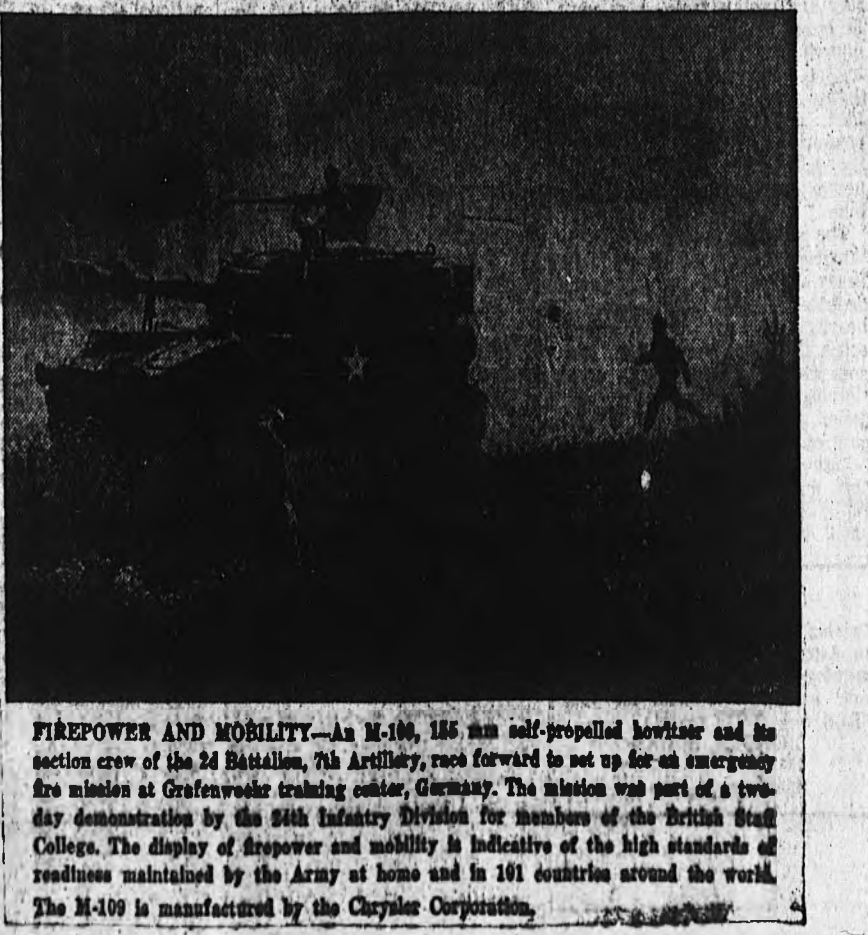 FIREPOWER AND MOBILITY—An M-109, 155 mm self-propelled howitzer and its
section crew of the 2d Battalion, 7th Artillery, race forward to set up for an emergency
fire mission at Grafenwoehr training center, Germany. The mission was part of a two-
day demonstration by the 24th Infantry Division for members of the British Staff
College. The display of firepower and mobility is indicative of the high standards of
readiness maintained by the Army at home and in 101 countries around the world.
The M-109 is manufactured by the Chrysler Corporation.